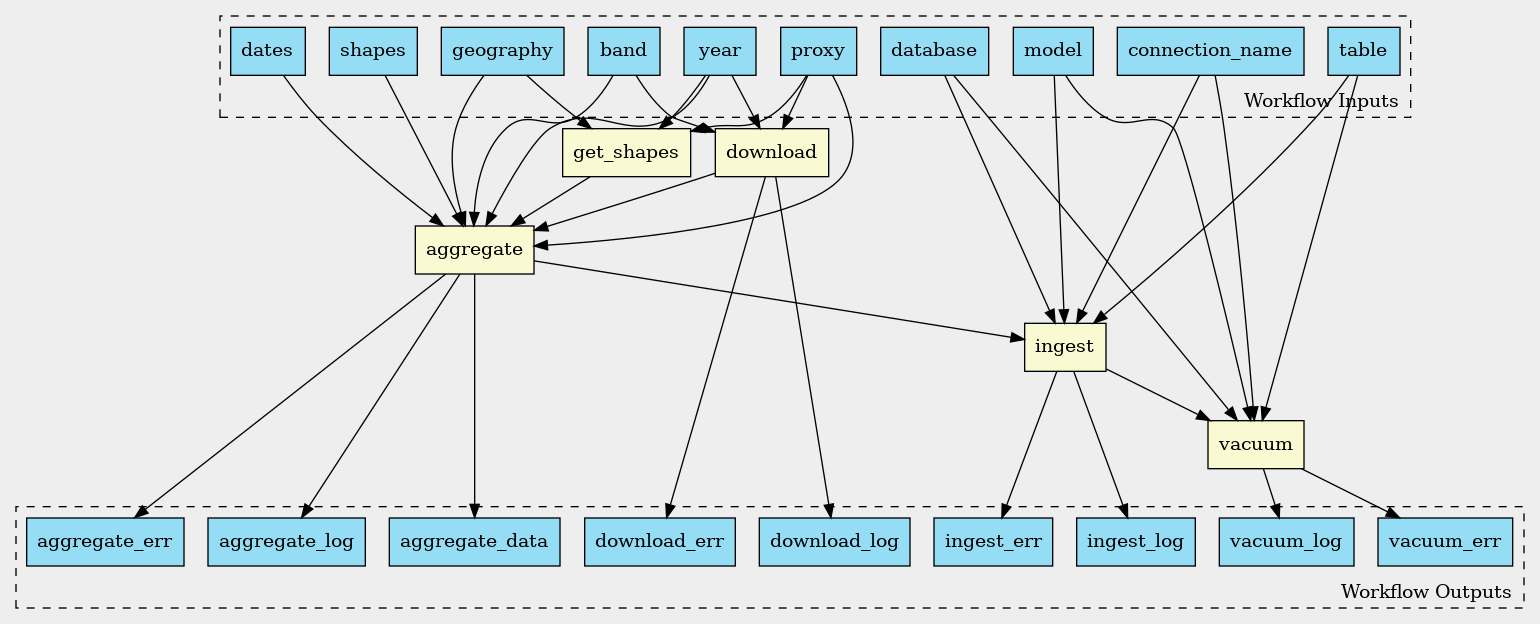 dates
shapes
geography
band
year
proxy
database
model
connection_name
table
Workflow Inputs
get_shapes
download
aggregate
ingest
vacuum
aggregate_err
aggregate_log
aggregate_data
download_err
download_log
ingest_err
ingest_log
vacuum_log
vacuum_err
Workflow Outputs